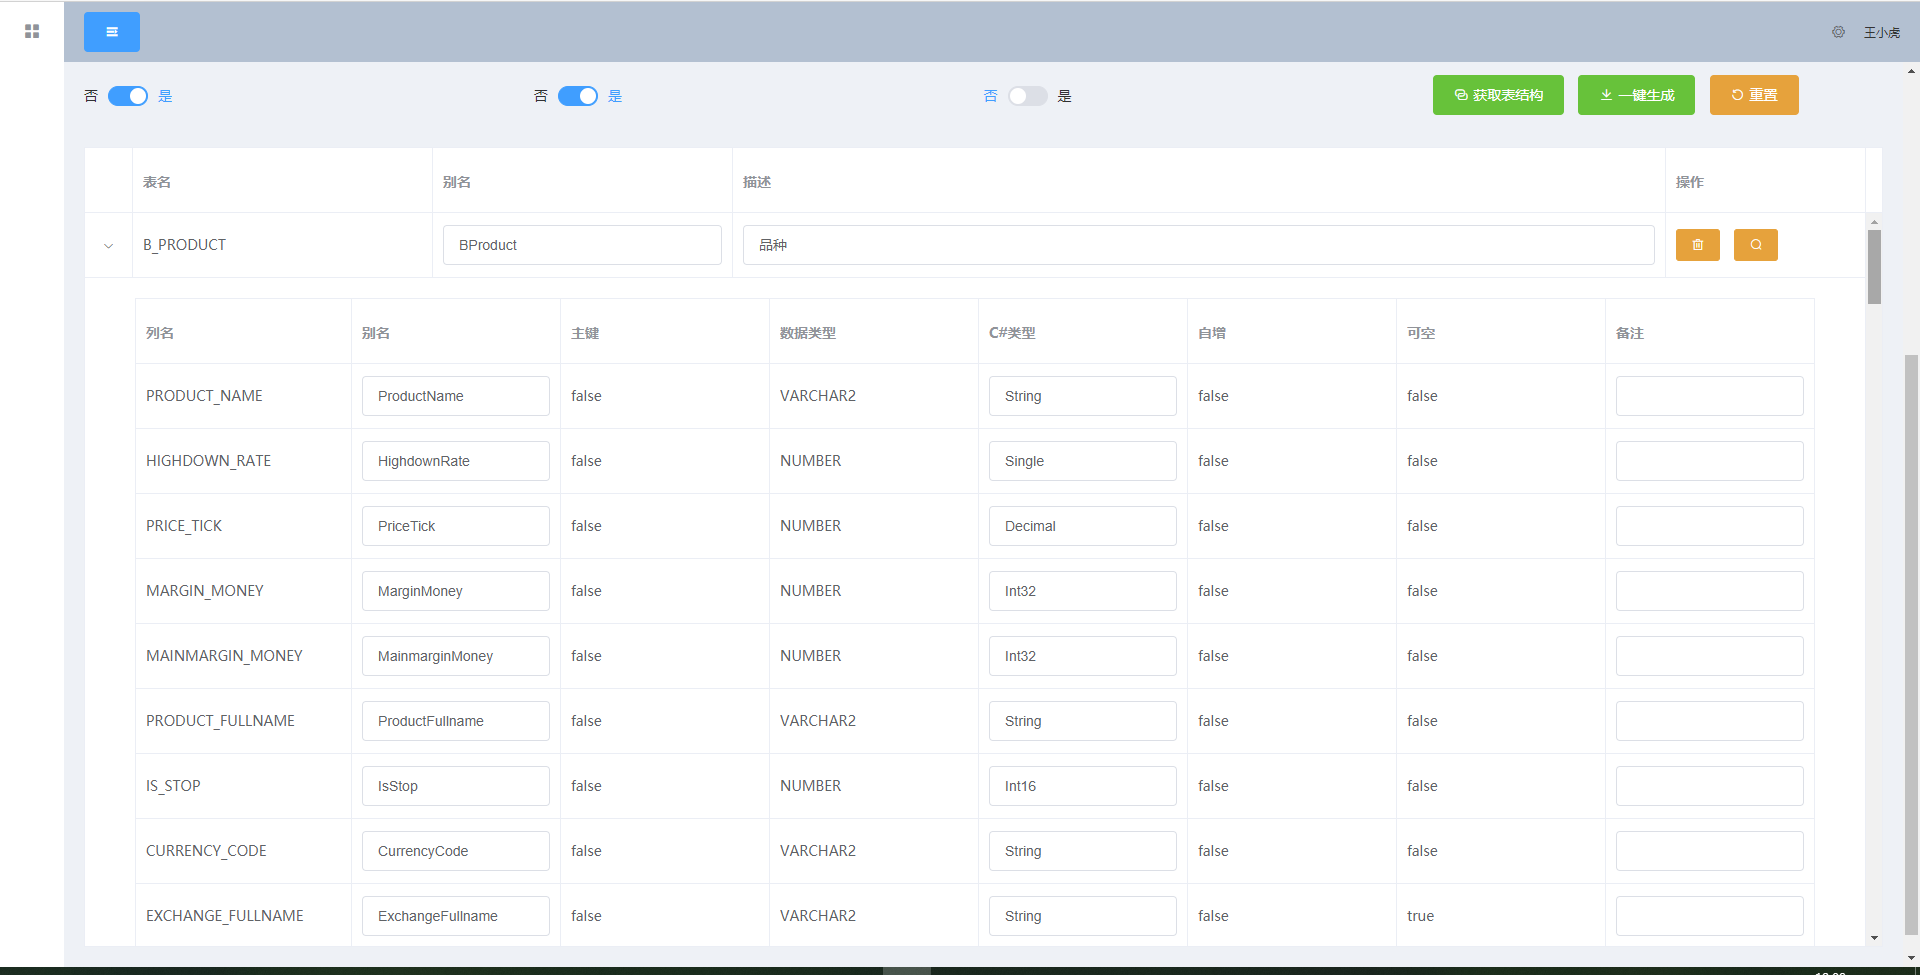 王小虎
否 是 否 是 否 是 获取表结构 一键生成 重置
表名 别名 描述 操作
B_PRODUCT BProduct 品种
列名 别名 主键 数据类型 C#类型 自增 可空 备注
PRODUCT_NAME ProductName false VARCHAR2 String false false
HIGHDOWN_RATE HighdownRate false NUMBER Single false false
PRICE_TICK PriceTick false NUMBER Decimal false false
MARGIN_MONEY MarginMoney false NUMBER Int32 false false
MAINMARGIN_MONEY MainmarginMoney false NUMBER Int32 false false
PRODUCT_FULLNAME ProductFullname false VARCHAR2 String false false
IS_STOP IsStop false NUMBER Int16 false false
CURRENCY_CODE CurrencyCode false VARCHAR2 String false false
EXCHANGE_FULLNAME ExchangeFullname false VARCHAR2 String false true